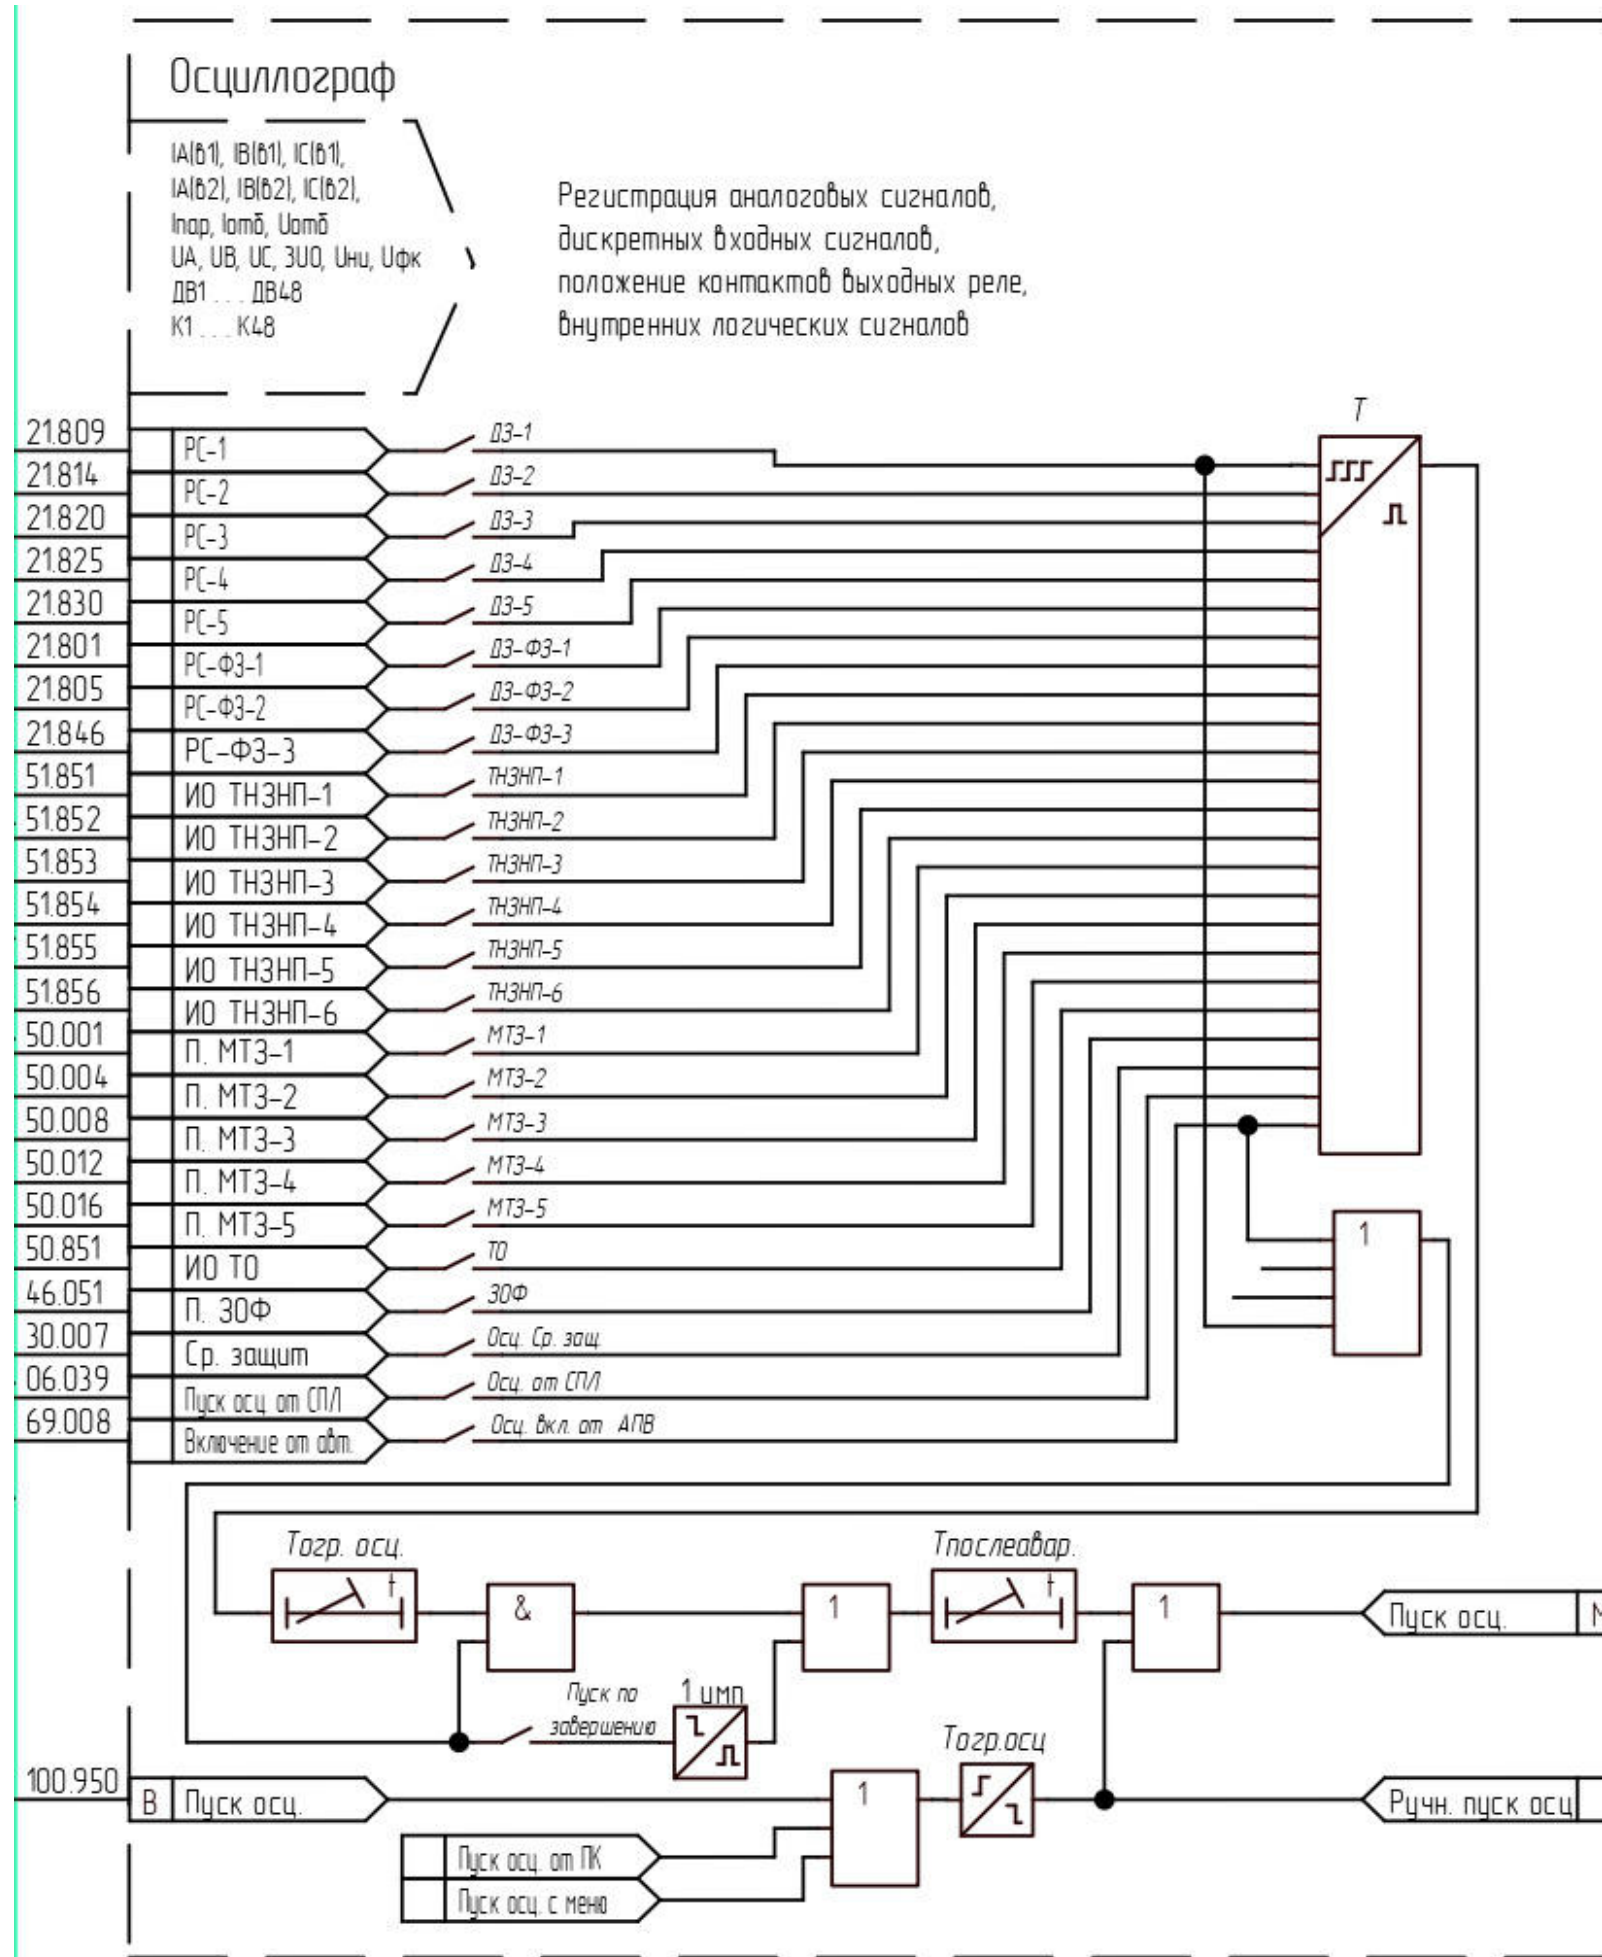 Осциллограф
IA(в1), IB(в1), IC(в1),
IA(в2), IB(в2), IC(в2),
Iпар, Iотб, Uотб
UA, UB, UC, 3U0, Uни, Uфк
ДВ1 . . . ДВ48
К1 . . . К48
Регистрация аналоговых сигналов,
дискретных входных сигналов,
положение контактов выходных реле,
внутренних логических сигналов
T
21.809 РС-1 ДЗ-1
21.814 РС-2 ДЗ-2
21.820 РС-3 ДЗ-3
21.825 РС-4 ДЗ-4
21.830 РС-5 ДЗ-5
21.801 РС-ФЗ-1 ДЗ-ФЗ-1
21.805 РС-ФЗ-2 ДЗ-ФЗ-2
21.846 РС-ФЗ-3 ДЗ-ФЗ-3
51.851 ИО ТНЗНП-1 ТНЗНП-1
51.852 ИО ТНЗНП-2 ТНЗНП-2
51.853 ИО ТНЗНП-3 ТНЗНП-3
51.854 ИО ТНЗНП-4 ТНЗНП-4
51.855 ИО ТНЗНП-5 ТНЗНП-5
51.856 ИО ТНЗНП-6 ТНЗНП-6
50.001 П. МТЗ-1 МТЗ-1
50.004 П. МТЗ-2 МТЗ-2
50.008 П. МТЗ-3 МТЗ-3
50.012 П. МТЗ-4 МТЗ-4
50.016 П. МТЗ-5 МТЗ-5
50.851 ИО ТО ТО
1
46.051 П. ЗОФ ЗОФ
30.007 Ср. защит Осц. Ср. защ.
06.039 Пуск осц. от СПЛ Осц. от СПЛ
69.008 Включение от авт. Осц. вкл. от АПВ
Тогр. осц.
Тпослеавар.
t & 1 t 1 Пуск осц.
Пуск по
завершению
1 имп
Тогр.осц
100.950 В Пуск осц. 1 Ручн. пуск осц
Пуск осц. от ПК
Пуск осц. с меню